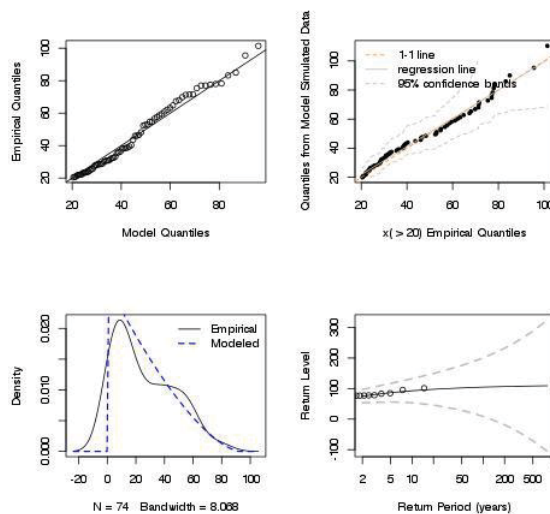 Empirical Quantiles
100
80
60
40
20
20 40 60 80
Model Quantiles
Quantiles from Model Simulated Data
100
80
60
40
20
1-1 line
regression line
95% confidence bands
20 40 60 80 100
x( > 20) Empirical Quantiles
Density
0.020
0.010
0.000
Empirical
Modeled
-20 0 20 40 60 80 100
N = 74 Bandwidth = 8.068
Return Level
300
200
100
0
-100
2 5 10 50 200 500
Return Period (years)